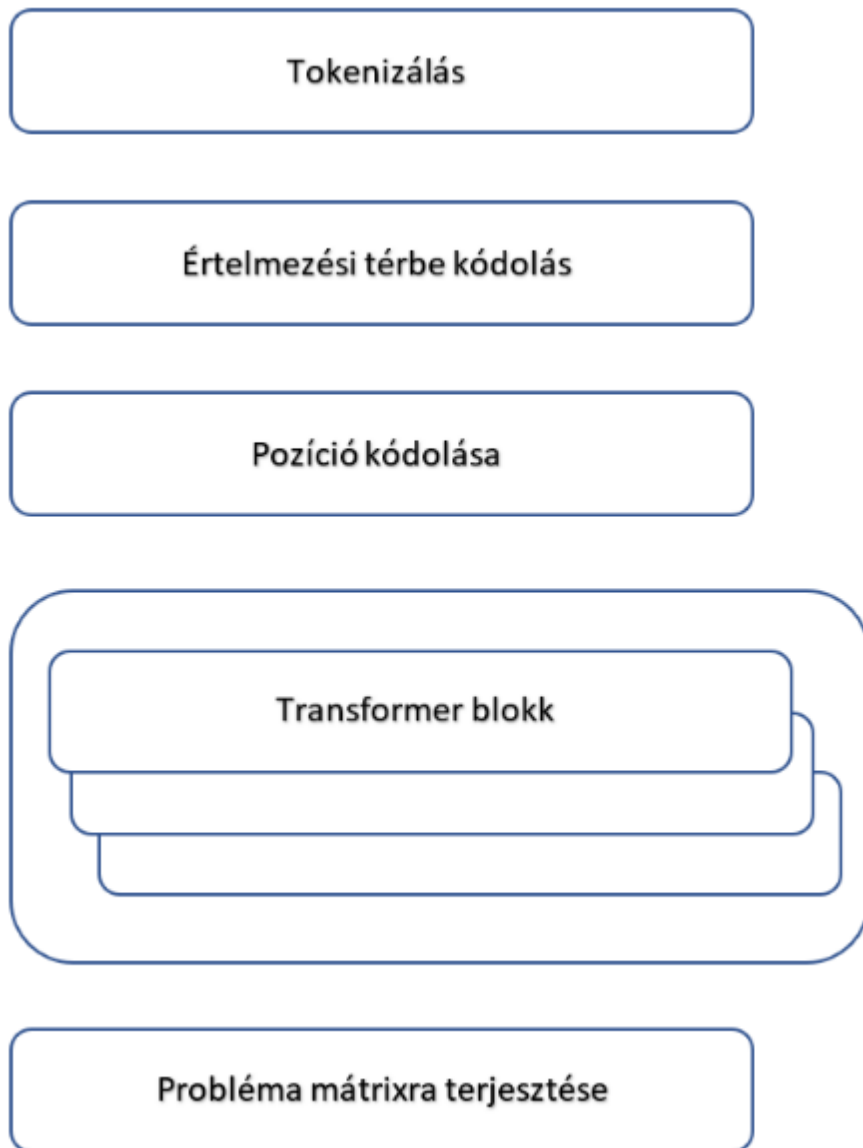 Tokenizálás
Értelmezési térbe kódolás
Pozíció kódolása
Transformer blokk
Probléma mátrixra terjesztése